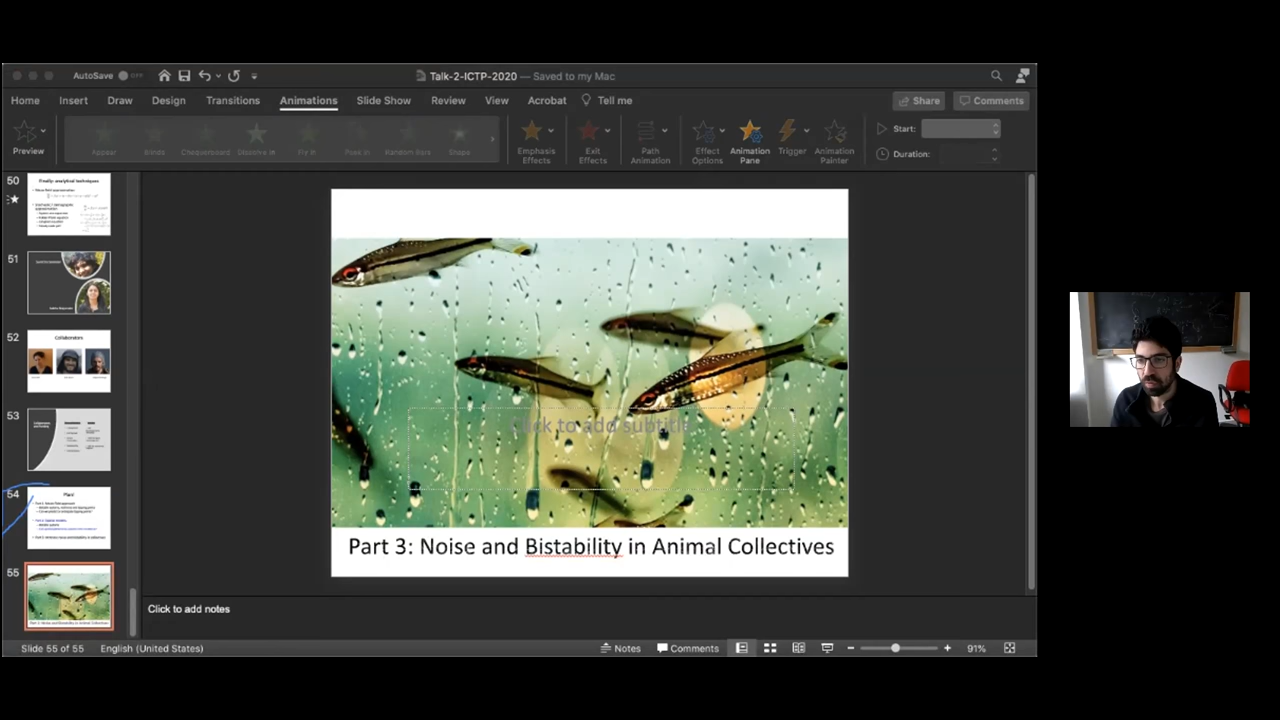 AutoSave OFF
Talk-2-ICTP-2020 — Saved to my Mac
Home Insert Draw Design Transitions Animations Slide Show Review View Acrobat Tell me
Share Comments
Preview
Appear Blinds Checkerboard Dissolve In Fly In Peek In Random Bars Shape
Emphasis Effects
Exit Effects
Path Animation
Effect Options
Animation Pane
Trigger
Animation Painter
Start:
Duration:
50
Finally: analytical techniques
51
52
Collaborators
53
54
55
Click to add subtitle
Part 3: Noise and Bistability in Animal Collectives
Click to add notes
Slide 55 of 55 English (United States)
Notes Comments 91%